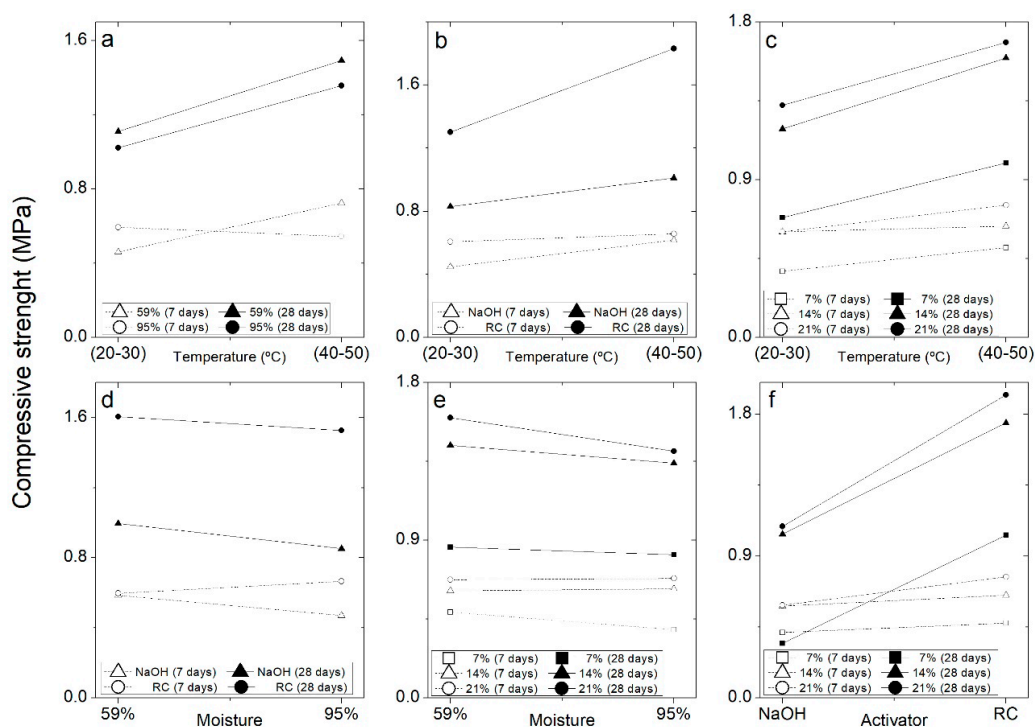 Compressive strenght (MPa)
a
1.6
0.8
0.0
59% (7 days) 59% (28 days)
95% (7 days) 95% (28 days)
(20-30) Temperature (ºC) (40-50)
b
1.6
0.8
0.0
NaOH (7 days) NaOH (28 days)
RC (7 days) RC (28 days)
(20-30) Temperature (ºC) (40-50)
c
1.8
0.9
0.0
7% (7 days) 7% (28 days)
14% (7 days) 14% (28 days)
21% (7 days) 21% (28 days)
(20-30) Temperature (ºC) (40-50)
d
1.6
0.8
0.0
NaOH (7 days) NaOH (28 days)
RC (7 days) RC (28 days)
59% Moisture 95%
e
1.8
0.9
0.0
7% (7 days) 7% (28 days)
14% (7 days) 14% (28 days)
21% (7 days) 21% (28 days)
59% Moisture 95%
f
1.8
0.9
0.0
7% (7 days) 7% (28 days)
14% (7 days) 14% (28 days)
21% (7 days) 21% (28 days)
NaOH Activator RC